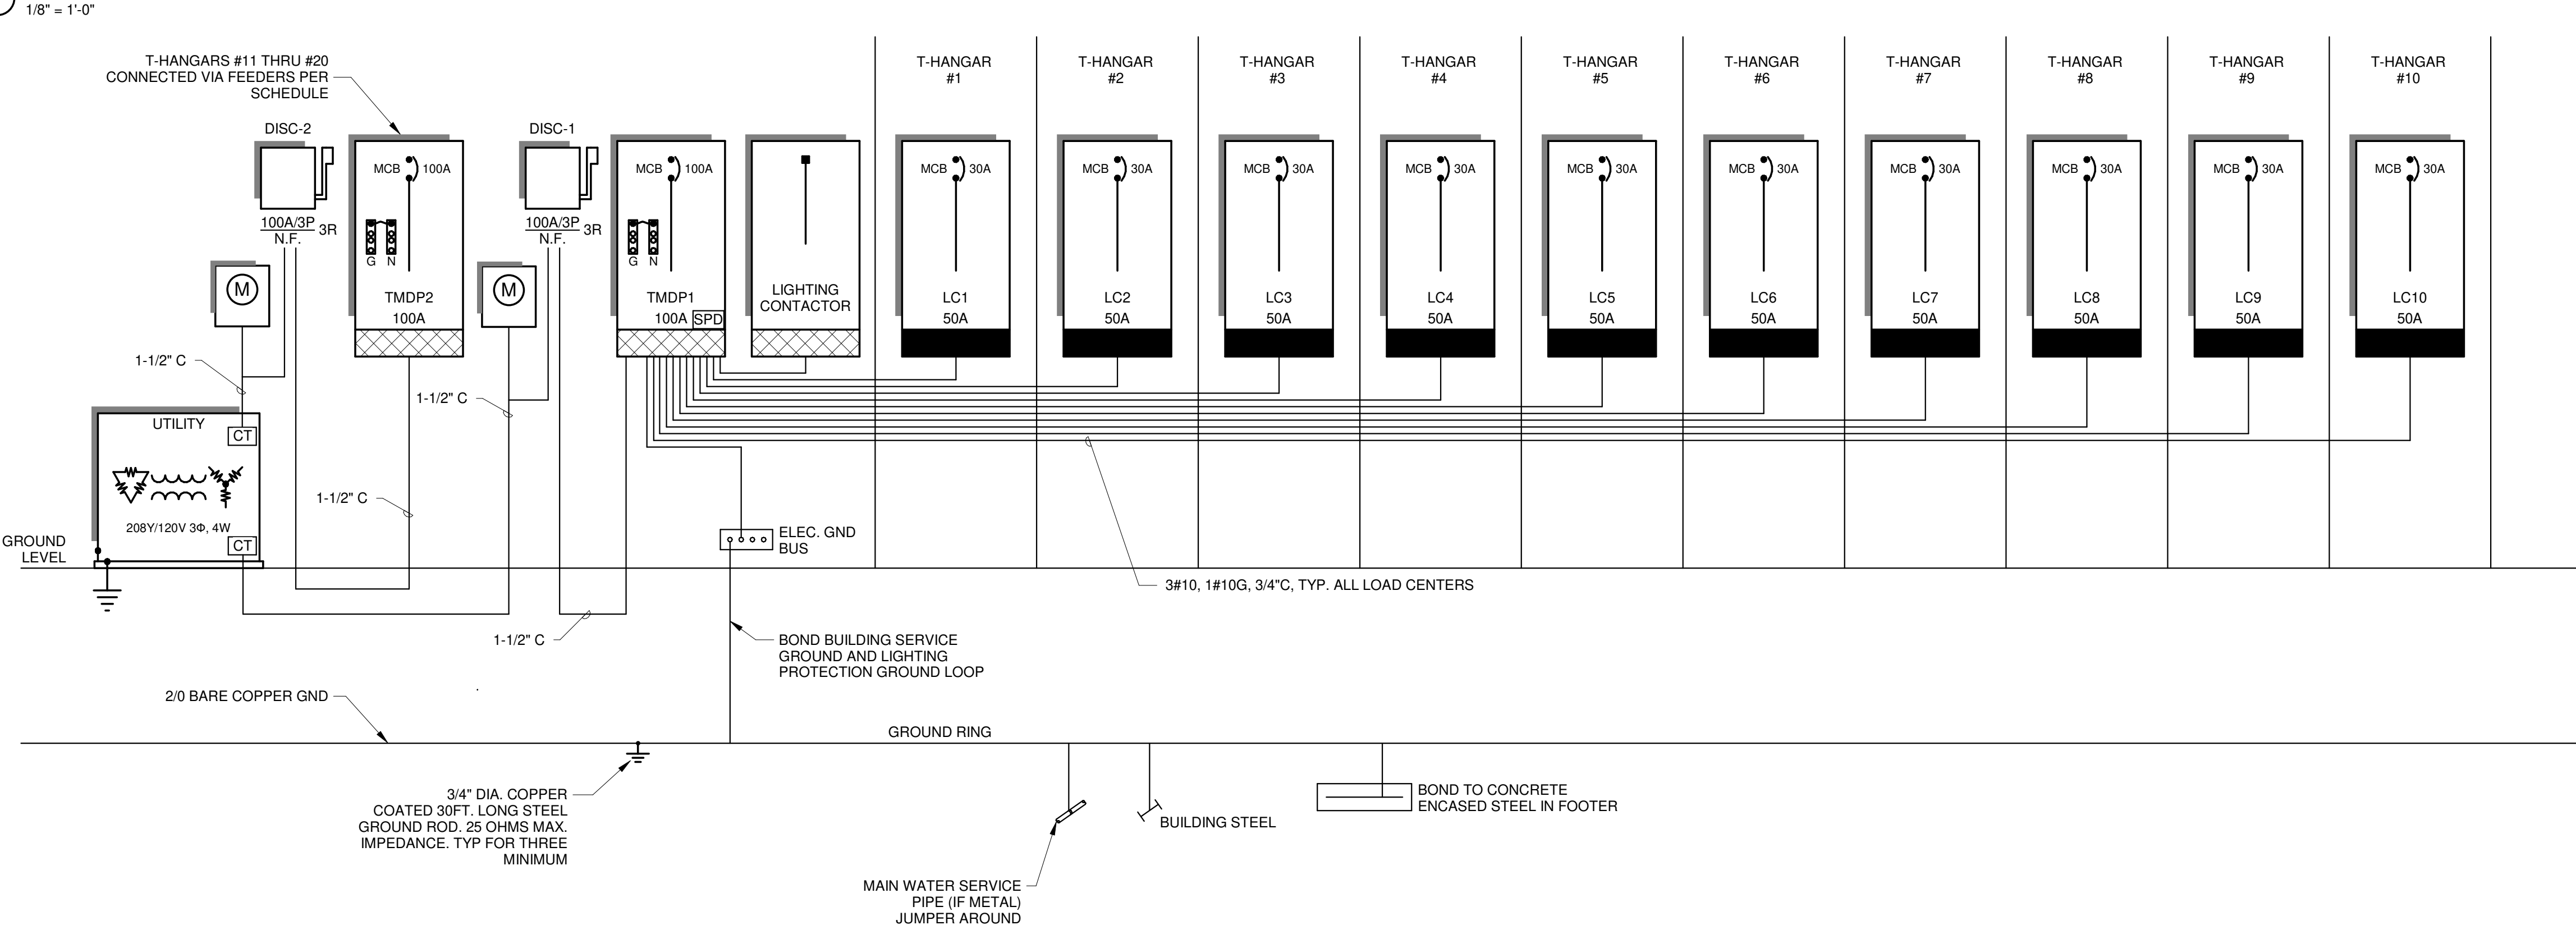 1/8" = 1'-0"
T-HANGARS #11 THRU #20
CONNECTED VIA FEEDERS PER
SCHEDULE
T-HANGAR
#1
T-HANGAR
#2
T-HANGAR
#3
T-HANGAR
#4
T-HANGAR
#5
T-HANGAR
#6
T-HANGAR
#7
T-HANGAR
#8
T-HANGAR
#9
T-HANGAR
#10
DISC-2
100A/3P
N.F.
3R
MCB 100A
G N
TMDP2
100A
DISC-1
100A/3P
N.F.
3R
MCB 100A
G N
TMDP1
100A SPD
LIGHTING
CONTACTOR
MCB 30A
LC1
50A
MCB 30A
LC2
50A
MCB 30A
LC3
50A
MCB 30A
LC4
50A
MCB 30A
LC5
50A
MCB 30A
LC6
50A
MCB 30A
LC7
50A
MCB 30A
LC8
50A
MCB 30A
LC9
50A
MCB 30A
LC10
50A
M
M
1-1/2" C
1-1/2" C
UTILITY
CT
208Y/120V 3Φ, 4W
CT
1-1/2" C
GROUND
LEVEL
ELEC. GND
BUS
3#10, 1#10G, 3/4"C, TYP. ALL LOAD CENTERS
1-1/2" C
BOND BUILDING SERVICE
GROUND AND LIGHTING
PROTECTION GROUND LOOP
2/0 BARE COPPER GND
GROUND RING
3/4" DIA. COPPER
COATED 30FT. LONG STEEL
GROUND ROD. 25 OHMS MAX.
IMPEDANCE. TYP FOR THREE
MINIMUM
BOND TO CONCRETE
ENCASED STEEL IN FOOTER
BUILDING STEEL
MAIN WATER SERVICE
PIPE (IF METAL)
JUMPER AROUND